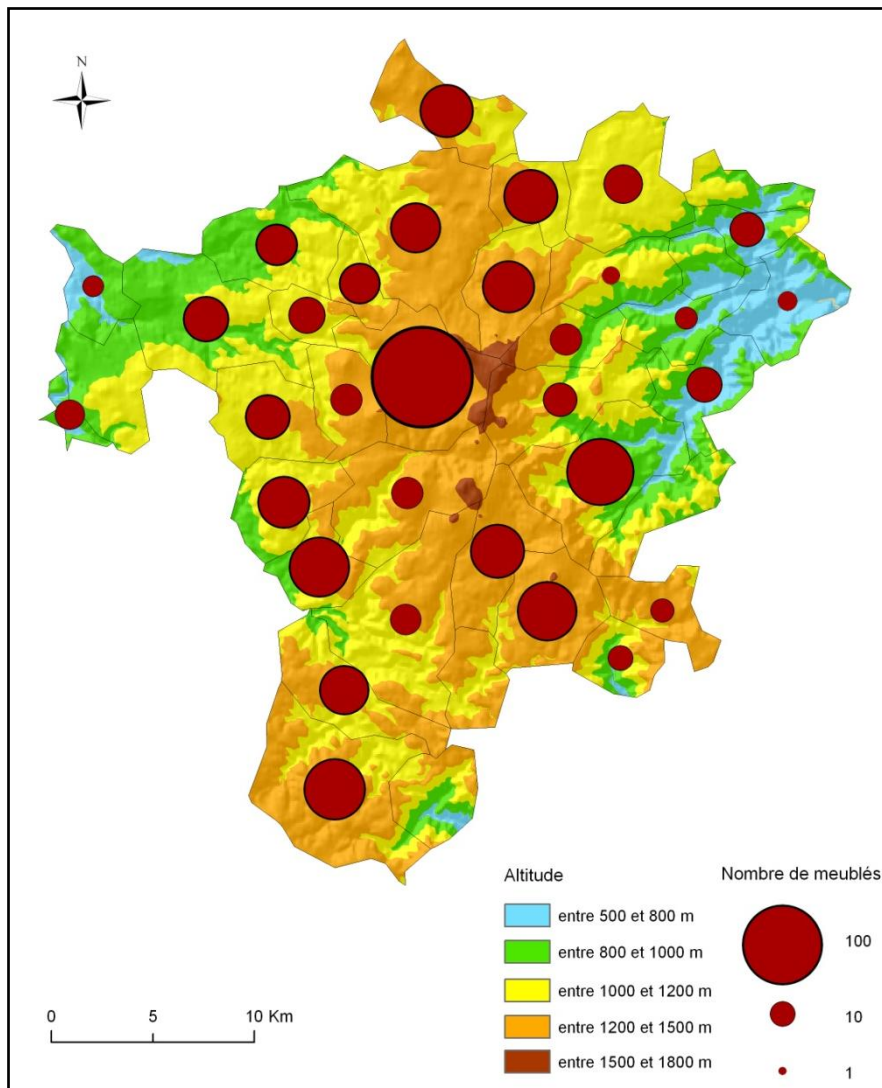 N
Altitude
entre 500 et 800 m
entre 800 et 1000 m
entre 1000 et 1200 m
entre 1200 et 1500 m
entre 1500 et 1800 m
Nombre de meublés
100
10
1
0 5 10 Km